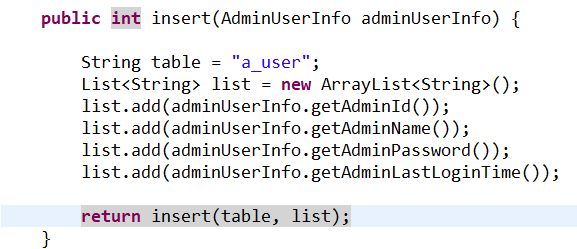 public int insert(AdminUserInfo adminUserInfo) {
String table = "a_user";
List<String> list = new ArrayList<String>();
list.add(adminUserInfo.getAdminId());
list.add(adminUserInfo.getAdminName());
list.add(adminUserInfo.getAdminPassword());
list.add(adminUserInfo.getAdminLastLoginTime());
return insert(table, list);
}